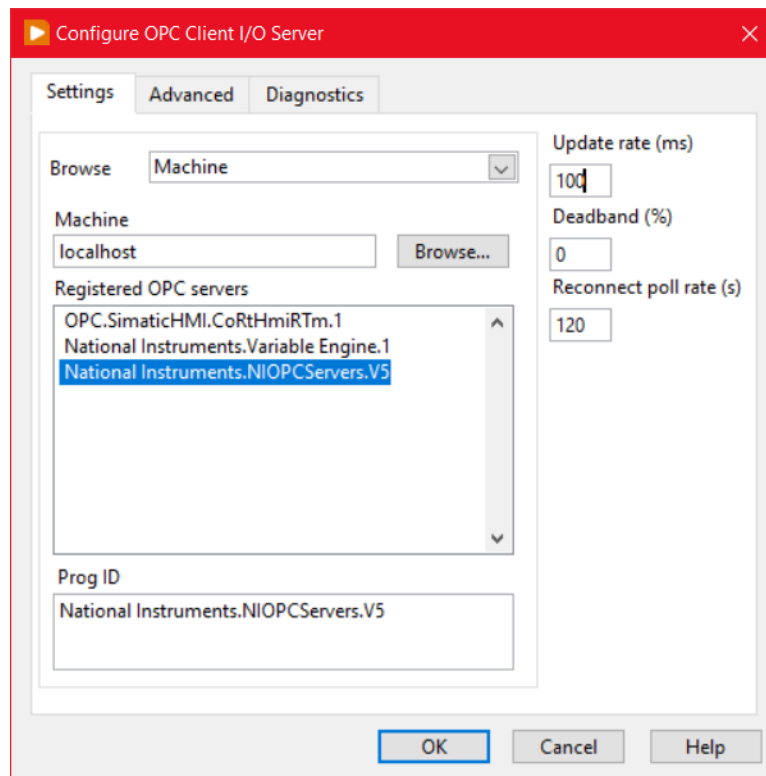 Configure OPC Client I/O Server
Settings Advanced Diagnostics
Browse Machine
Machine
localhost Browse...
Registered OPC servers
OPC.SimaticHMI.CoRtHmiRTm.1
National Instruments.Variable Engine.1
National Instruments.NIOPCServers.V5
Prog ID
National Instruments.NIOPCServers.V5
Update rate (ms)
100
Deadband (%)
0
Reconnect poll rate (s)
120
OK Cancel Help